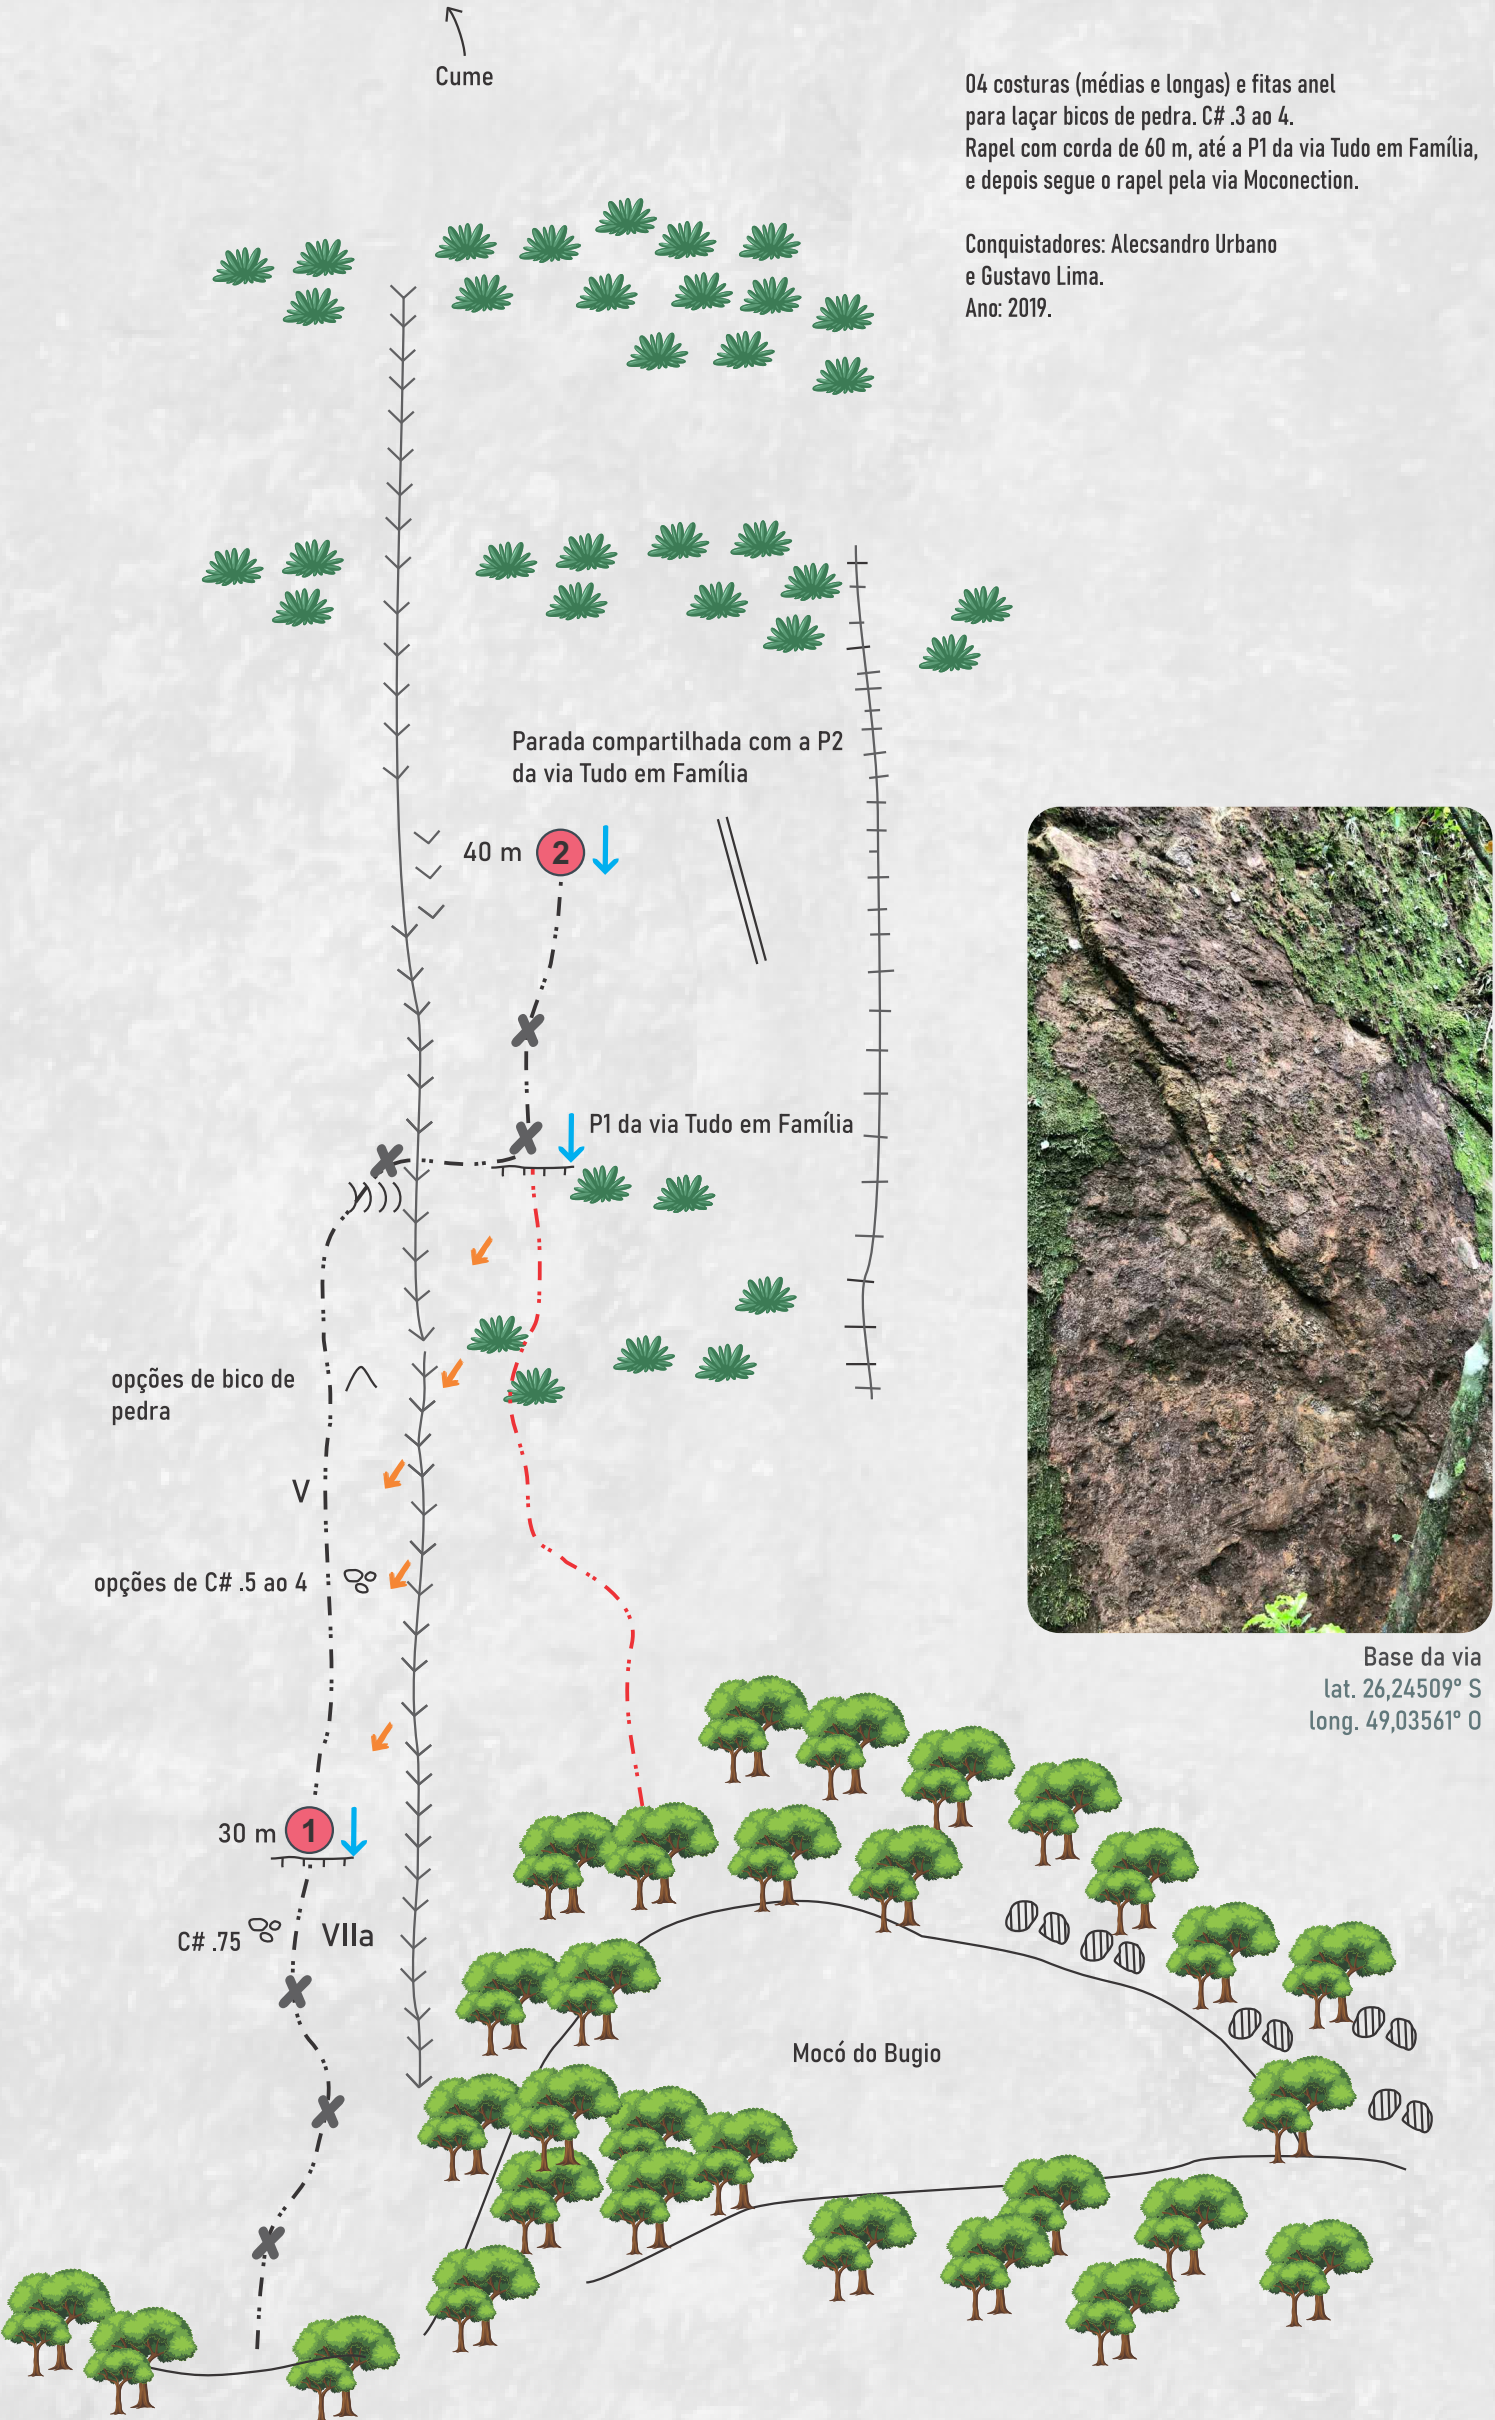 Cume
04 costuras (médias e longas) e fitas anel
para laçar bicos de pedra. C# .3 ao 4.
Rapel com corda de 60 m, até a P1 da via Tudo em Família,
e depois segue o rapel pela via Moconection.
Conquistadores: Alecsandro Urbano
e Gustavo Lima.
Ano: 2019.
Parada compartilhada com a P2
da via Tudo em Família
40 m 2
P1 da via Tudo em Família
opções de bico de
pedra
V
opções de C# .5 ao 4
Base da via
lat. 26,24509° S
long. 49,03561° O
30 m 1
C# .75
VIIa
Mocó do Bugio